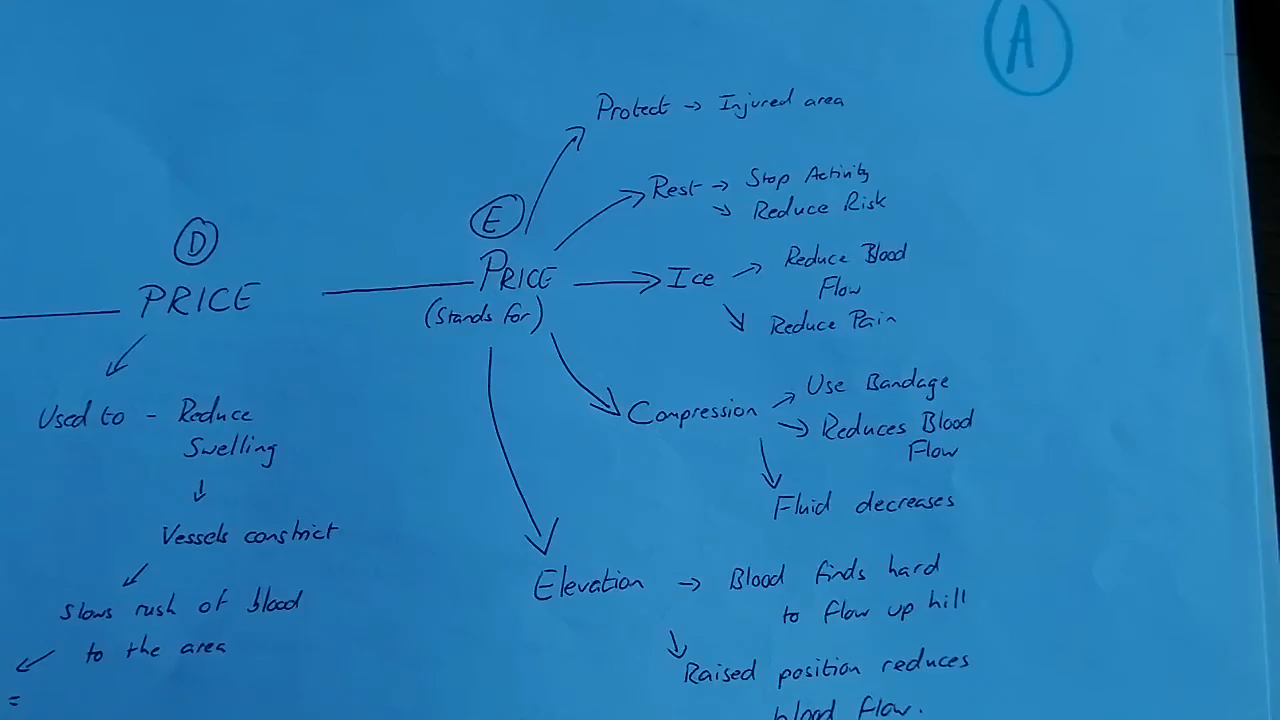 A
Protect → Injured area
Rest → Stop Activity
↘ Reduce Risk
E
D
PRICE
PRICE
(Stands for)
Ice → Reduce Blood
Flow
↘ Reduce Pain
Used to - Reduce
Swelling
↓
Vessels constrict
Slows rush of blood
to the area
=
Compression → Use Bandage
→ Reduces Blood
Flow
Fluid decreases
Elevation → Blood finds hard
to flow up hill
Raised position reduces
blood flow.